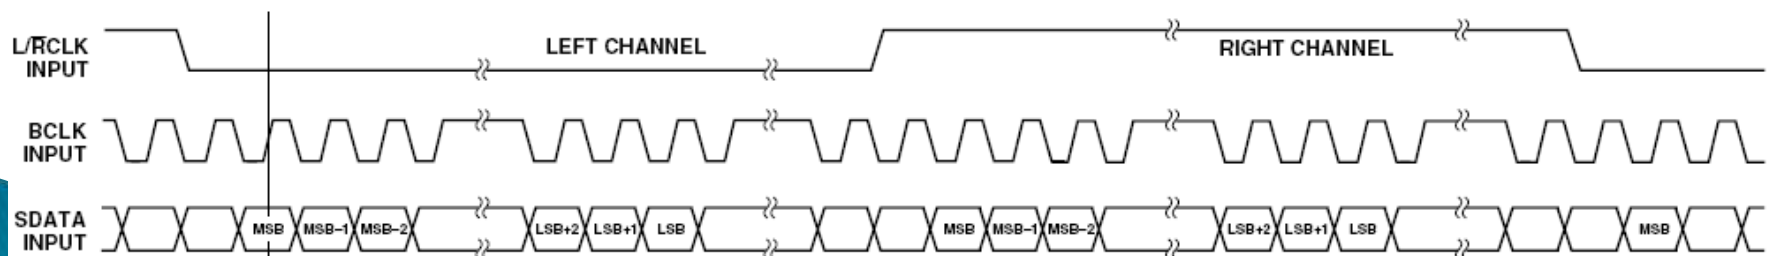 L/R̅CLK LEFT CHANNEL RIGHT CHANNEL
INPUT
BCLK
INPUT
SDATA MSB MSB–1 MSB–2 LSB+2 LSB+1 LSB MSB MSB–1 MSB–2 LSB+2 LSB+1 LSB MSB
INPUT